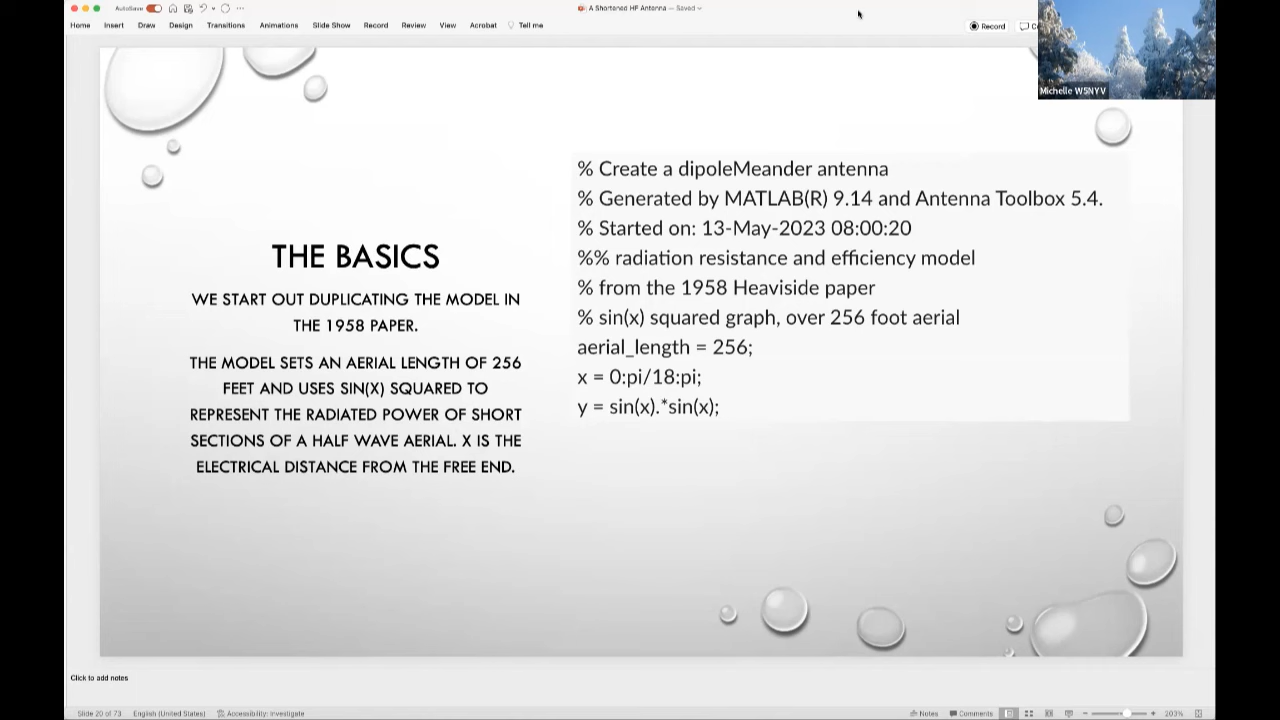 AutoSave
A Shortened HF Antenna — Saved
Home Insert Draw Design Transitions Animations Slide Show Record Review View Acrobat Tell me
Record
Michelle W5NYV
THE BASICS
WE START OUT DUPLICATING THE MODEL IN
THE 1958 PAPER.
THE MODEL SETS AN AERIAL LENGTH OF 256
FEET AND USES SIN(X) SQUARED TO
REPRESENT THE RADIATED POWER OF SHORT
SECTIONS OF A HALF WAVE AERIAL. X IS THE
ELECTRICAL DISTANCE FROM THE FREE END.
% Create a dipoleMeander antenna
% Generated by MATLAB(R) 9.14 and Antenna Toolbox 5.4.
% Started on: 13-May-2023 08:00:20
%% radiation resistance and efficiency model
% from the 1958 Heaviside paper
% sin(x) squared graph, over 256 foot aerial
aerial_length = 256;
x = 0:pi/18:pi;
y = sin(x).*sin(x);
Click to add notes
Slide 20 of 73 English (United States) Accessibility: Investigate
Notes Comments 203%